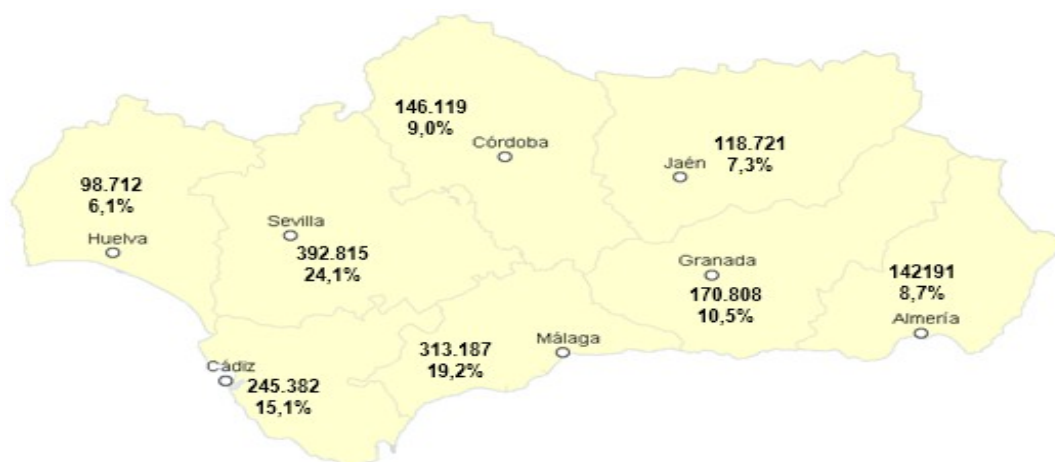 146.119
9,0%
Córdoba
118.721
7,3%
Jaén
98.712
6,1%
Huelva
Sevilla
392.815
24,1%
Granada
170.808
10,5%
142191
8,7%
Almería
Málaga
313.187
19,2%
Cádiz
245.382
15,1%